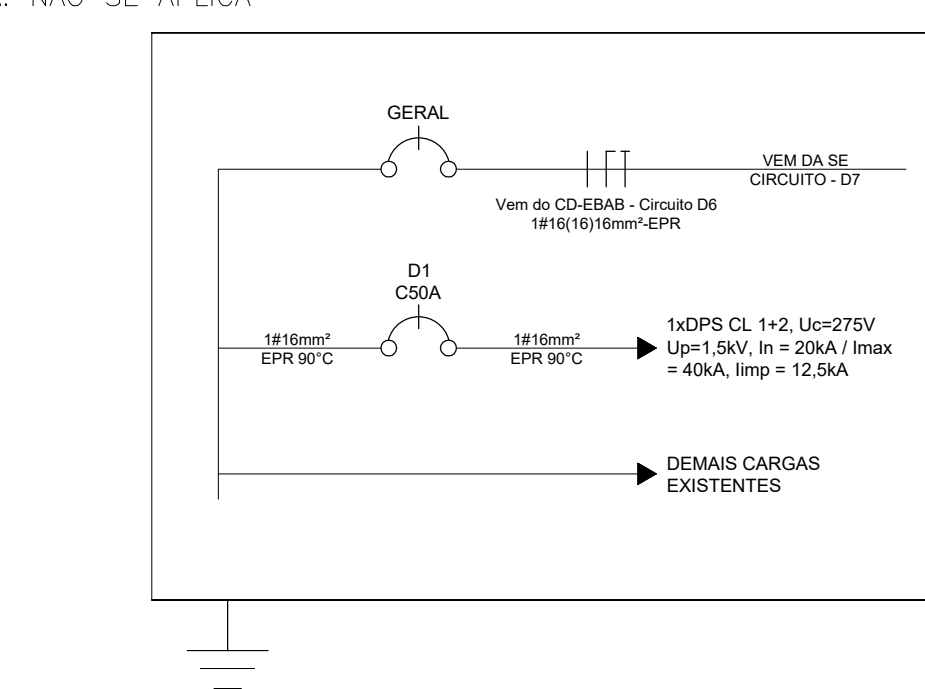 NÃO SE APLICA
GERAL
VEM DA SE
CIRCUITO - D7
Vem do CD-EBAB - Circuito D6
1#16(16)16mm²-EPR
D1
C50A
1#16mm²
EPR 90°C
1#16mm²
EPR 90°C
1xDPS CL 1+2, Uc=275V
Up=1,5kV, In = 20kA / Imax
= 40kA, Iimp = 12,5kA
DEMAIS CARGAS
EXISTENTES